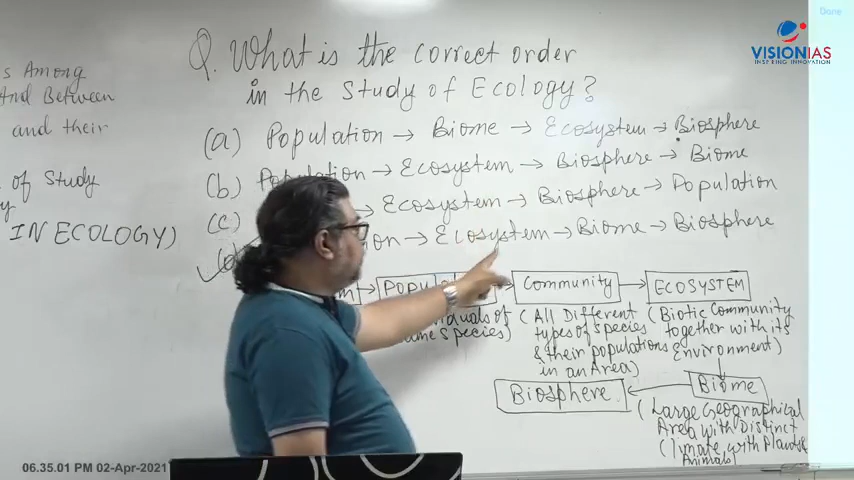 Done
VISIONIAS
INSPIRING INNOVATION
s Among
And Between
and their
of Study
IN ECOLOGY)
Q. What is the correct order
in the Study of Ecology?
(a) Population → Biome → Ecosystem → Biosphere
(b) Population → Ecosystem → Biosphere → Biome
(c) → Ecosystem → Biosphere → Population
→ Ecosystem → Biome → Biosphere
→ → Community → ECOSYSTEM
(All Different
types of species
& their populations
in an Area)
(Biotic Community
together with its
Environment)
Species)
Biosphere ← Biome
(Large Geographical
Area with Distinct
Climate with Plants &
Animals)
06.35.01 PM 02-Apr-2021